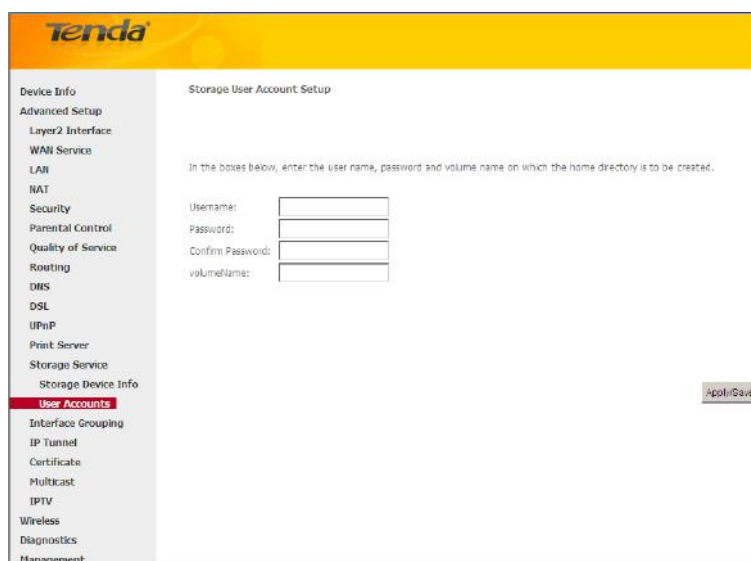 Tenda
Device Info
Advanced Setup
Layer2 Interface
WAN Service
LAN
NAT
Security
Parental Control
Quality of Service
Routing
DNS
DSL
UPnP
Print Server
Storage Service
Storage Device Info
User Accounts
Interface Grouping
IP Tunnel
Certificate
Multicast
IPTV
Wireless
Diagnostics
Management
Storage User Account Setup
In the boxes below, enter the user name, password and volume name on which the home directory is to be created.
Username:
Password:
Confirm Password:
volumeName:
Apply/Save